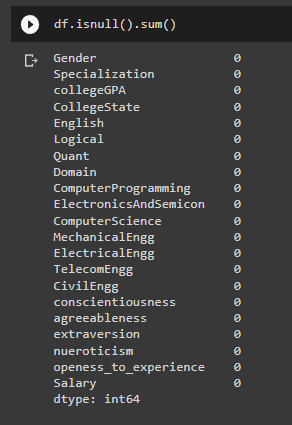 df.isnull().sum()
Gender 0
Specialization 0
collegeGPA 0
CollegeState 0
English 0
Logical 0
Quant 0
Domain 0
ComputerProgramming 0
ElectronicsAndSemicon 0
ComputerScience 0
MechanicalEngg 0
ElectricalEngg 0
TelecomEngg 0
CivilEngg 0
conscientiousness 0
agreeableness 0
extraversion 0
nueroticism 0
openess_to_experience 0
Salary 0
dtype: int64